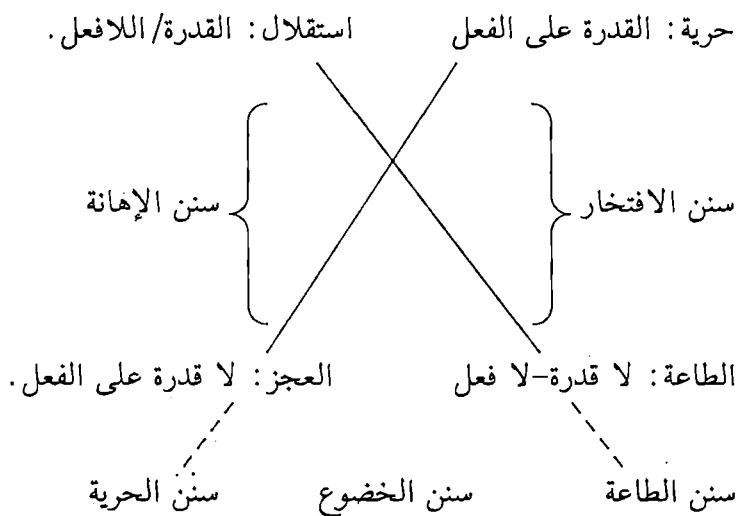 حرية: القدرة على الفعل استقلال: القدرة/اللافعل.
سنن الافتخار سنن الإهانة
الطاعة: لا قدرة-لا فعل العجز: لا قدرة على الفعل.
سنن الطاعة سنن الخضوع سنن الحرية